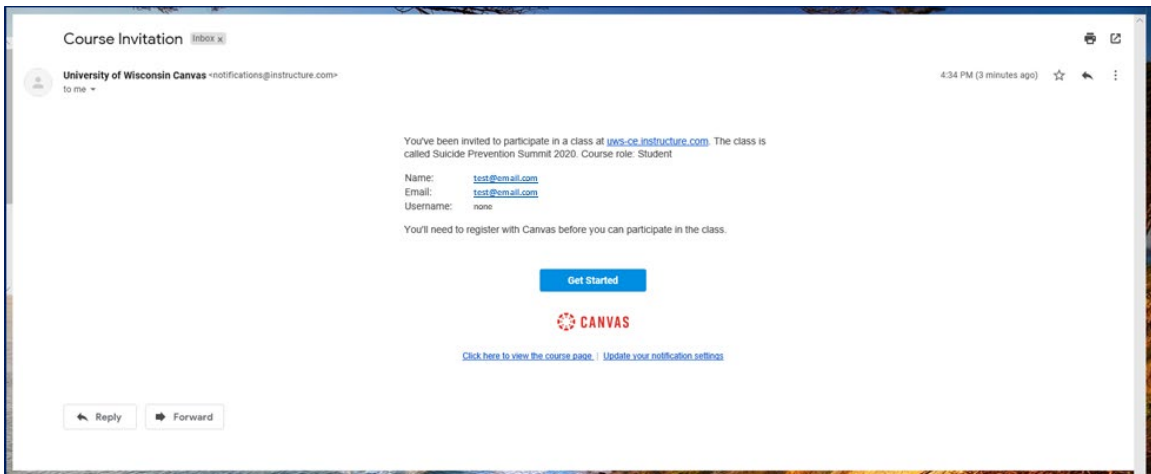 Course Invitation Inbox x
University of Wisconsin Canvas <notifications@instructure.com> 4:34 PM (3 minutes ago)
to me
You've been invited to participate in a class at uws-ce.instructure.com. The class is
called Suicide Prevention Summit 2020. Course role: Student
Name: test@email.com
Email: test@email.com
Username: none
You'll need to register with Canvas before you can participate in the class.
Get Started
CANVAS
Click here to view the course page | Update your notification settings
Reply Forward